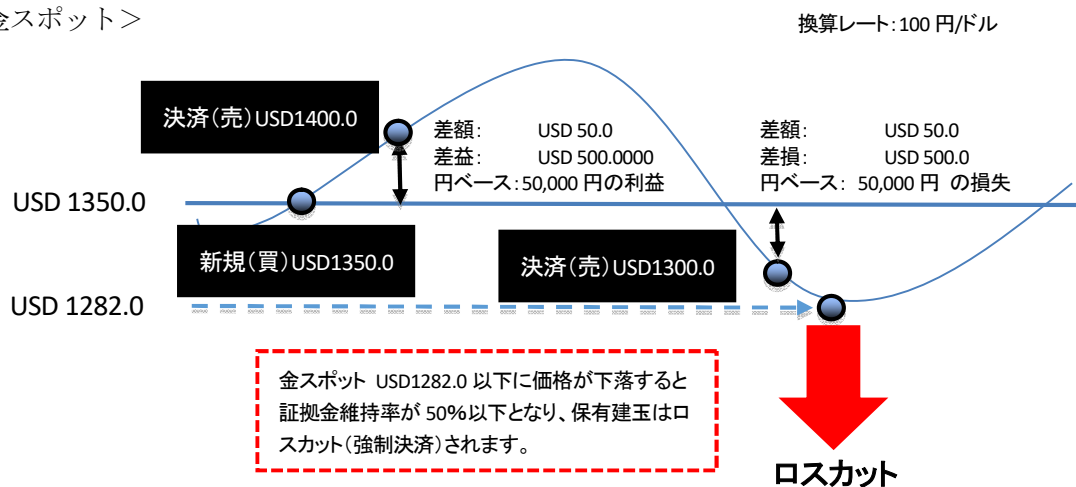 金スポット＞
換算レート：100 円/ドル
決済（売）USD1400.0
差額： USD 50.0
差益： USD 500.0000
円ベース：50,000 円の利益
差額： USD 50.0
差損： USD 500.0
円ベース： 50,000 円 の損失
USD 1350.0
新規（買）USD1350.0
決済（売）USD1300.0
USD 1282.0
金スポット USD1282.0 以下に価格が下落すると
証拠金維持率が 50%以下となり、保有建玉はロ
スカット（強制決済）されます。
ロスカット